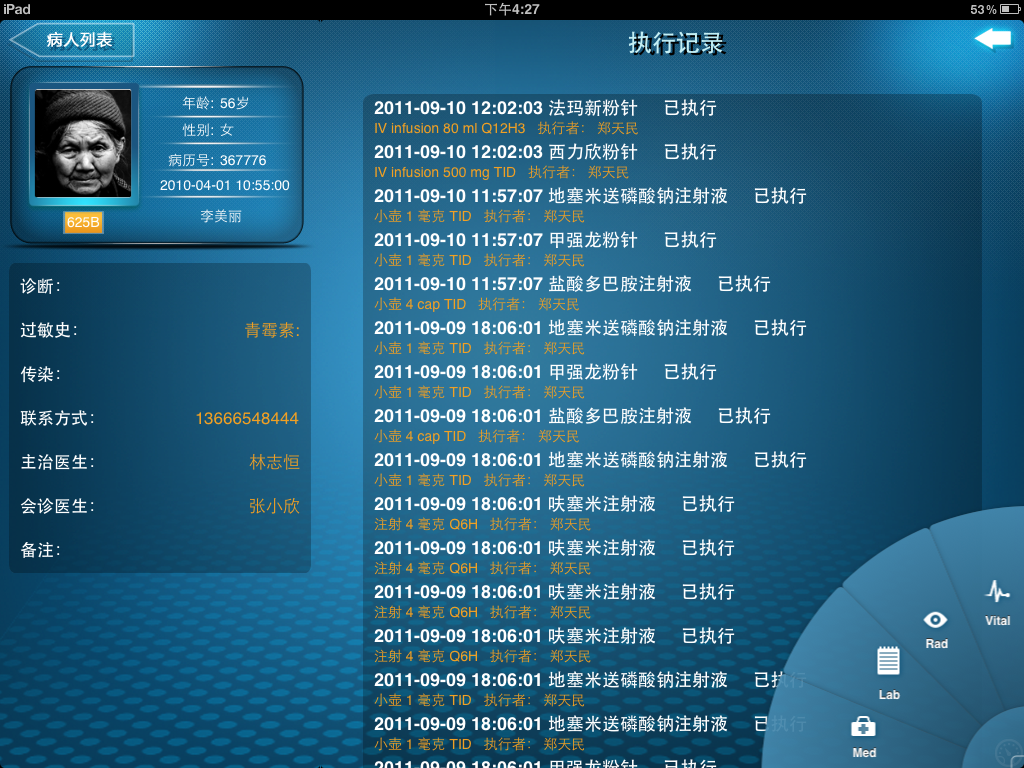 iPad 下午4:27 53%
病人列表
执行记录
年龄: 56岁
性别: 女
病历号: 367776
2010-04-01 10:55:00
625B
李美丽
诊断:
过敏史: 青霉素:
传染:
联系方式: 13666548444
主治医生: 林志恒
会诊医生: 张小欣
备注:
2011-09-10 12:02:03 法玛新粉针 已执行
IV infusion 80 ml Q12H3 执行者: 郑天民
2011-09-10 12:02:03 西力欣粉针 已执行
IV infusion 500 mg TID 执行者: 郑天民
2011-09-10 11:57:07 地塞米送磷酸钠注射液 已执行
小壶 1 毫克 TID 执行者: 郑天民
2011-09-10 11:57:07 甲强龙粉针 已执行
小壶 1 毫克 TID 执行者: 郑天民
2011-09-10 11:57:07 盐酸多巴胺注射液 已执行
小壶 4 cap TID 执行者: 郑天民
2011-09-09 18:06:01 地塞米送磷酸钠注射液 已执行
小壶 1 毫克 TID 执行者: 郑天民
2011-09-09 18:06:01 甲强龙粉针 已执行
小壶 1 毫克 TID 执行者: 郑天民
2011-09-09 18:06:01 盐酸多巴胺注射液 已执行
小壶 4 cap TID 执行者: 郑天民
2011-09-09 18:06:01 地塞米送磷酸钠注射液 已执行
小壶 1 毫克 TID 执行者: 郑天民
2011-09-09 18:06:01 呋塞米注射液 已执行
注射 4 毫克 Q6H 执行者: 郑天民
2011-09-09 18:06:01 呋塞米注射液 已执行
注射 4 毫克 Q6H 执行者: 郑天民
2011-09-09 18:06:01 呋塞米注射液 已执行
注射 4 毫克 Q6H 执行者: 郑天民
2011-09-09 18:06:01 呋塞米注射液 已执行
注射 4 毫克 Q6H 执行者: 郑天民
2011-09-09 18:06:01 地塞米送磷酸钠注射液 已执行
小壶 1 毫克 TID 执行者: 郑天民
2011-09-09 18:06:01 地塞米送磷酸钠注射液 已执行
小壶 1 毫克 TID 执行者: 郑天民
2011-09-09 18:06:01 甲强龙粉针 已执行
Vital
Rad
Lab
Med